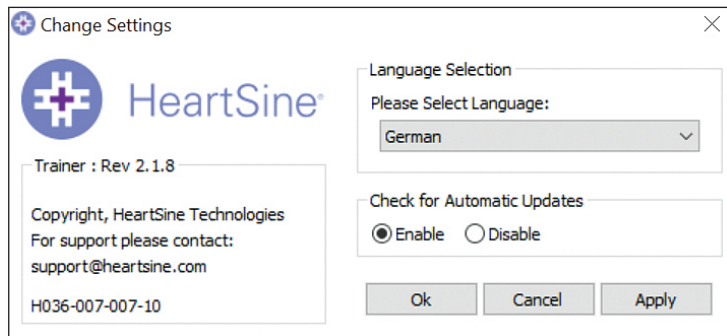 Change Settings
HeartSine®
Trainer : Rev 2.1.8
Copyright, HeartSine Technologies
For support please contact:
support@heartsine.com
H036-007-007-10
Language Selection
Please Select Language:
German
Check for Automatic Updates
Enable Disable
Ok Cancel Apply